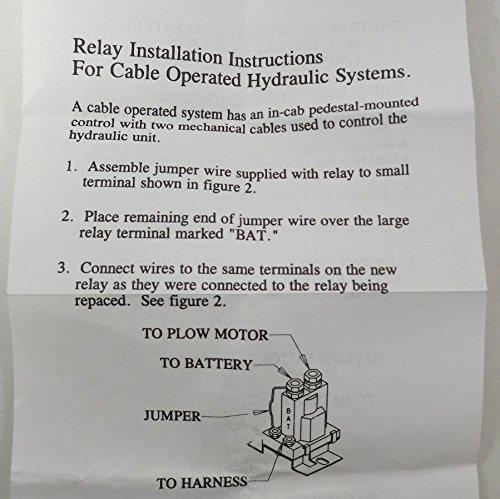 Relay Installation Instructions
For Cable Operated Hydraulic Systems.
A cable operated system has an in-cab pedestal-mounted
control with two mechanical cables used to control the
hydraulic unit.
1. Assemble jumper wire supplied with relay to small
terminal shown in figure 2.
2. Place remaining end of jumper wire over the large
relay terminal marked "BAT."
3. Connect wires to the same terminals on the new
relay as they were connected to the relay being
repaced. See figure 2.
TO PLOW MOTOR
TO BATTERY
JUMPER
BAT
TO HARNESS